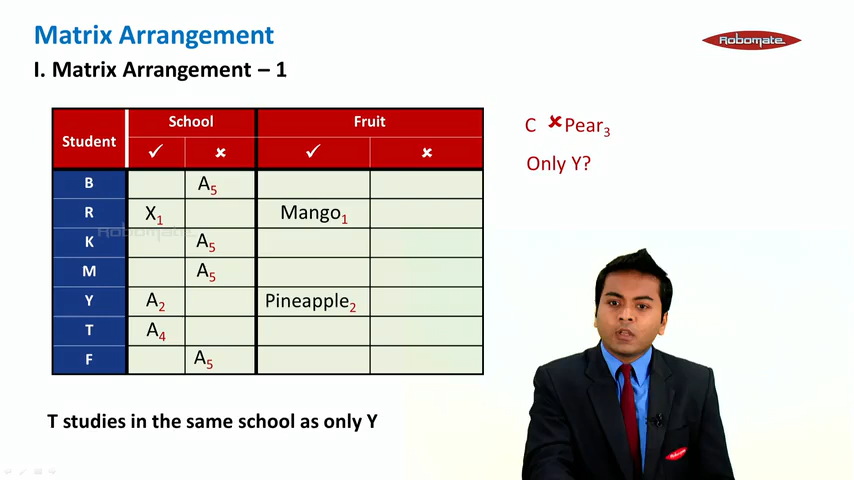 Matrix Arrangement
Robomate
I. Matrix Arrangement – 1
Student School Fruit
✓ ✘ ✓ ✘
B A5
R X1 Mango1
Robomate
K A5
M A5
Y A2 Pineapple2
T A4
F A5
C ✘ Pear3
Only Y?
T studies in the same school as only Y